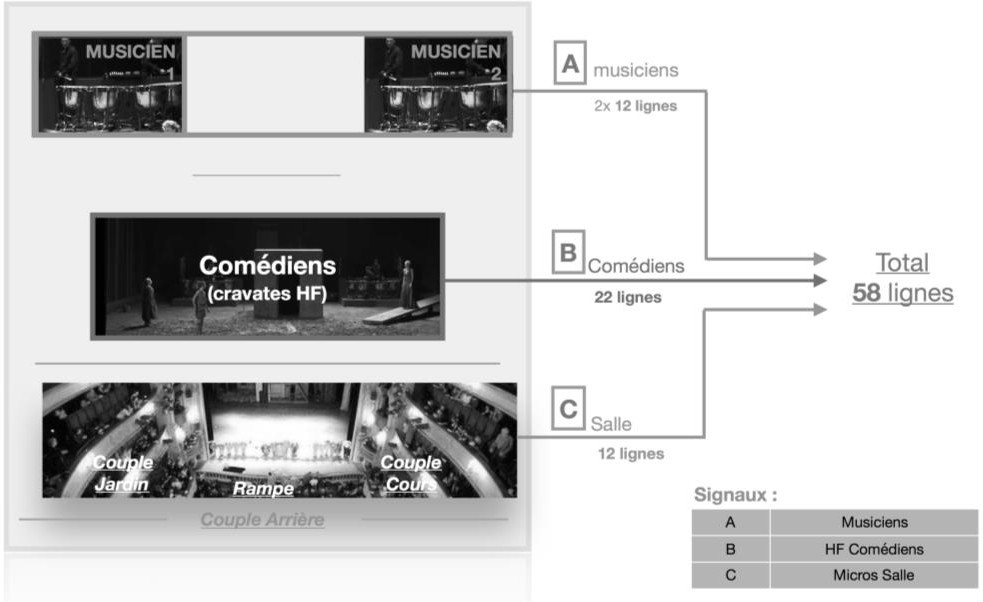 MUSICIEN
1
MUSICIEN
2
A
musiciens
2x 12 lignes
Comédiens
(cravates HF)
B
Comédiens
22 lignes
Total
58 lignes
C
Salle
12 lignes
Couple
Jardin
Rampe
Couple
Cours
Couple Arrière
Signaux :
A Musiciens
B HF Comédiens
C Micros Salle